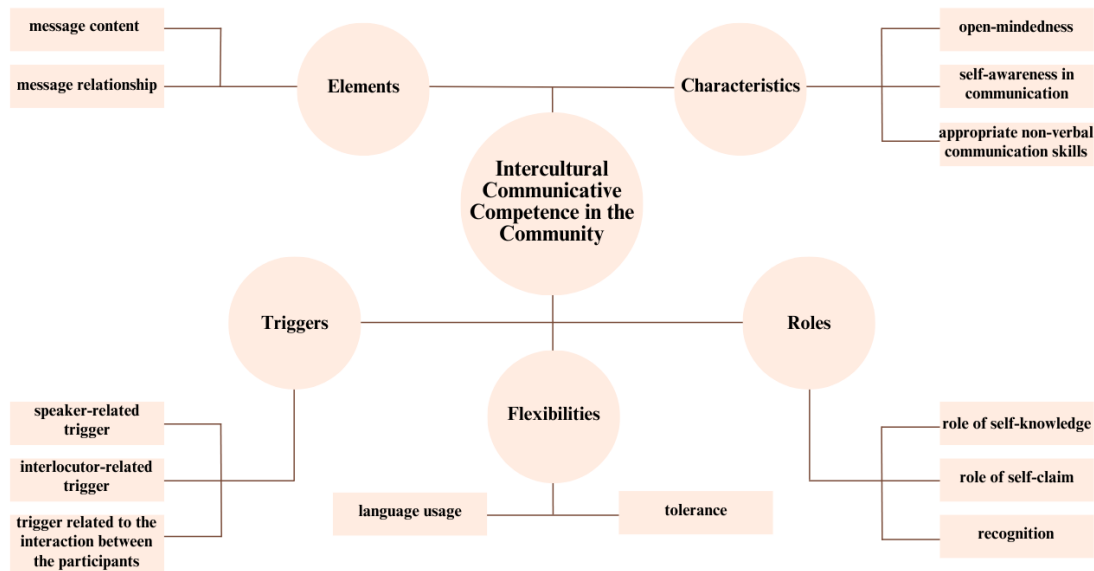 message content
message relationship
Elements
Characteristics
open-mindedness
self-awareness in
communication
appropriate non-verbal
communication skills
Intercultural
Communicative
Competence in the
Community
Triggers
Roles
Flexibilities
speaker-related
trigger
interlocutor-related
trigger
trigger related to the
interaction between
the participants
language usage
tolerance
role of self-knowledge
role of self-claim
recognition